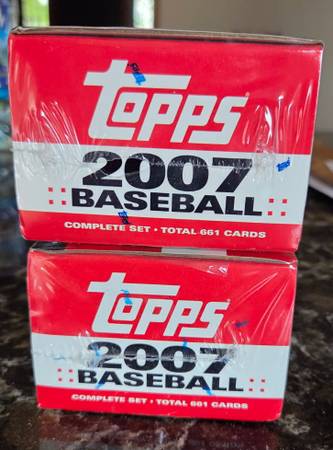 Topps
2007
BASEBALL
COMPLETE SET • TOTAL 661 CARDS
Topps
2007
BASEBALL
COMPLETE SET • TOTAL 661 CARDS